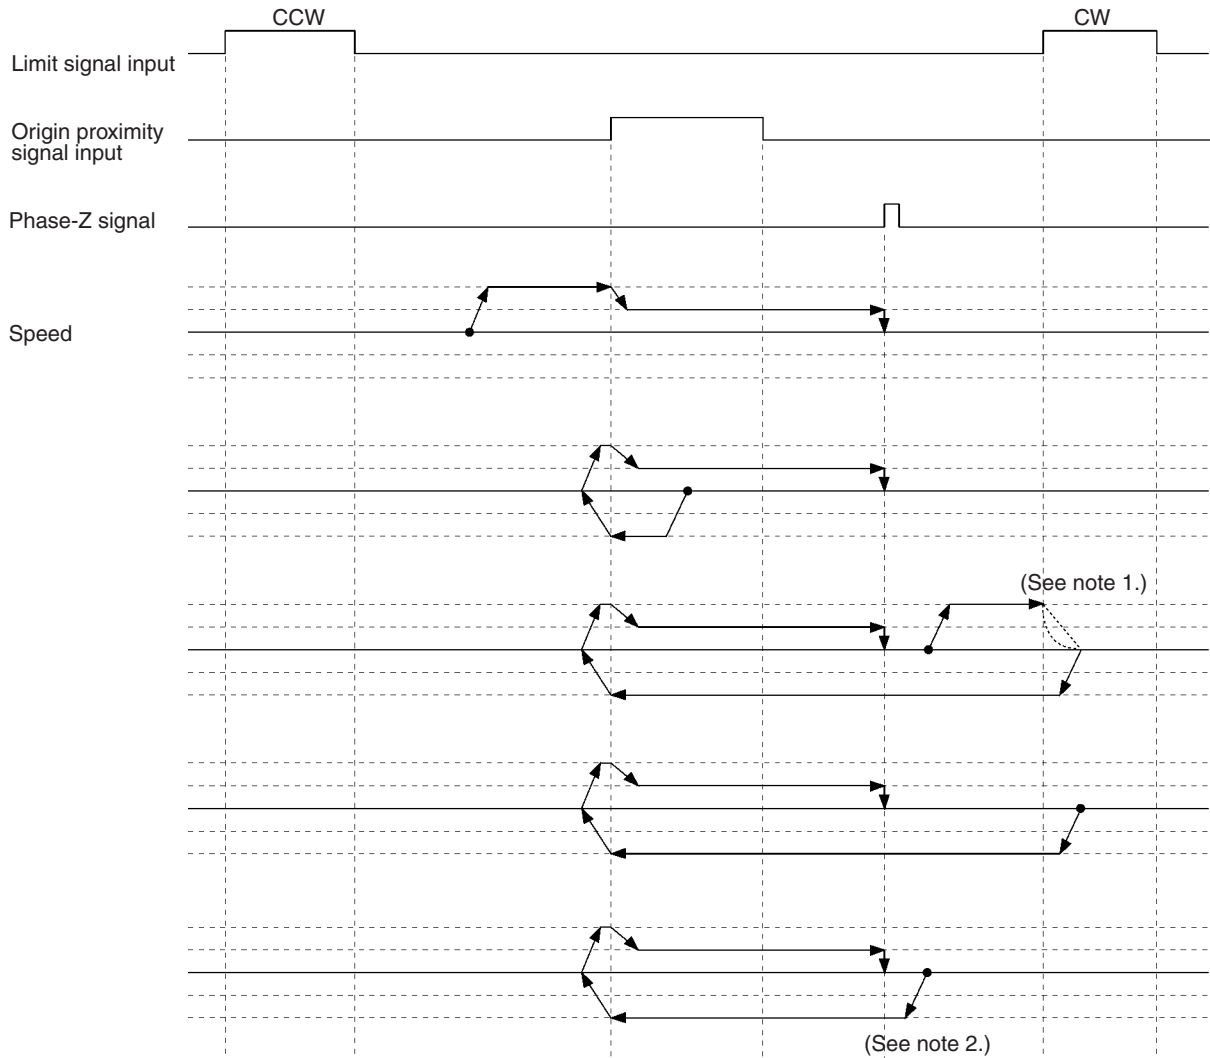 CCW
CW
Limit signal input
Origin proximity
signal input
Phase-Z signal
Speed
(See note 1.)
(See note 2.)